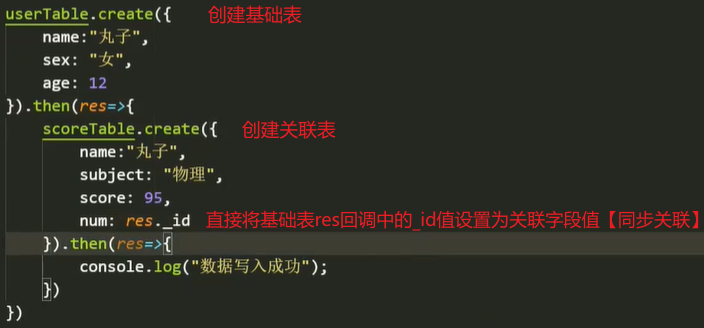 userTable.create({ 创建基础表
name:"丸子",
sex: "女",
age: 12
}).then(res=>{
scoreTable.create({ 创建关联表
name:"丸子",
subject: "物理",
score: 95,
num: res._id 直接将基础表res回调中的_id值设置为关联字段值【同步关联】
}).then(res=>{
console.log("数据写入成功");
})
})